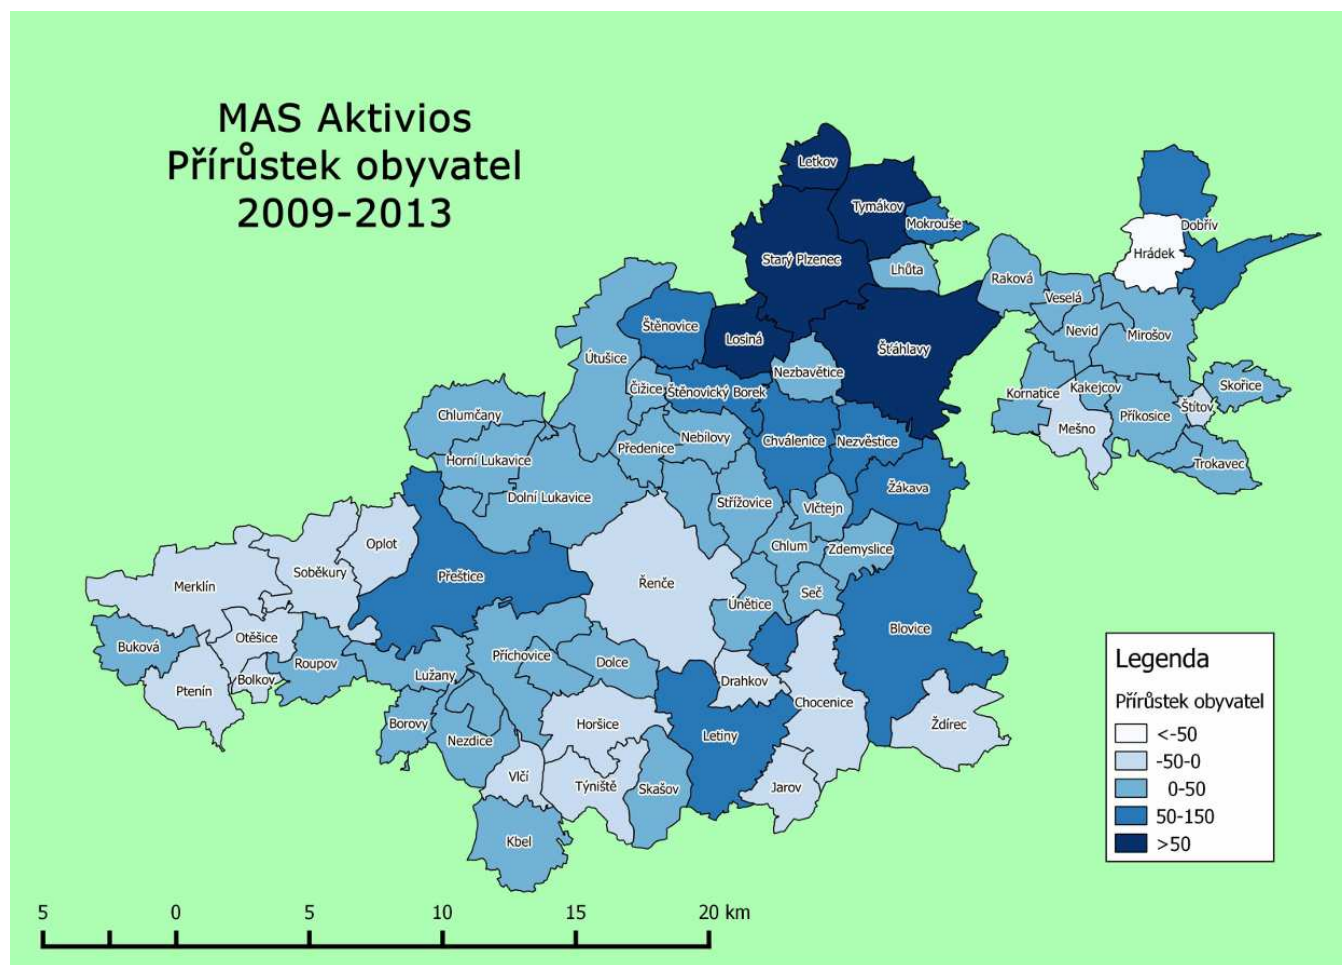 MAS Aktivios
Přírůstek obyvatel
2009-2013
Letkov
Tymákov
Mokrouše
Starý Plzenec
Lhůta
Dobřív
Hrádek
Raková
Veselá
Nevid
Mirošov
Štěnovice
Losiná
Šťáhlavy
Útušice
Nezbavětice
Čižice
Štěnovický Borek
Kornatice
Kakejcov
Skořice
Příkosice
Štítov
Mešno
Trokavec
Chlumčany
Předenice
Nebílovy
Chválenice
Nezvěstice
Horní Lukavice
Dolní Lukavice
Střížovice
Vlčtejn
Žákava
Oplot
Chlum
Zdemyslice
Merklín
Soběkury
Přeštice
Řenče
Únětice
Seč
Otěšice
Buková
Roupov
Bolkov
Ptenín
Příchovice
Dolce
Lužany
Drahkov
Blovice
Chocenice
Borovy
Nezdice
Horšice
Letiny
Ždírec
Vlčí
Týniště
Skašov
Jarov
Kbel
Legenda
Přírůstek obyvatel
<-50
-50-0
0-50
50-150
>50
5 0 5 10 15 20 km